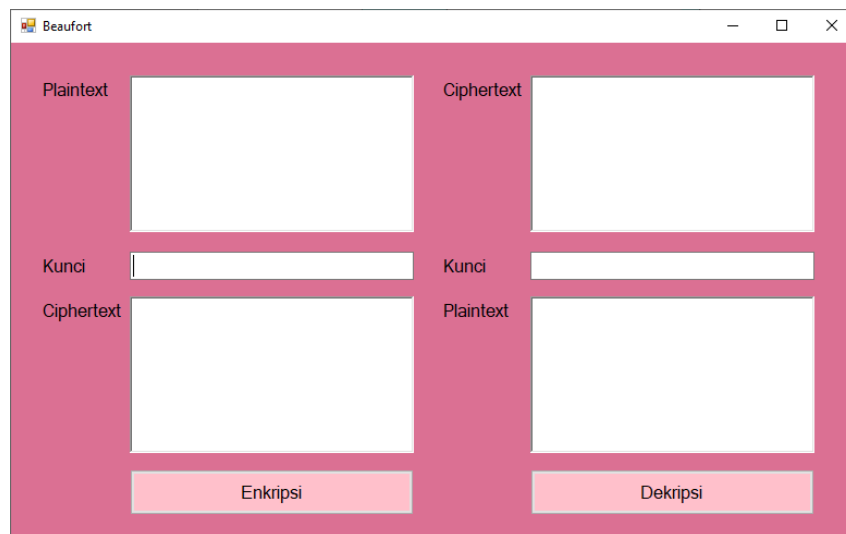 Beaufort
Plaintext
Ciphertext
Kunci
Kunci
Ciphertext
Plaintext
Enkripsi
Dekripsi